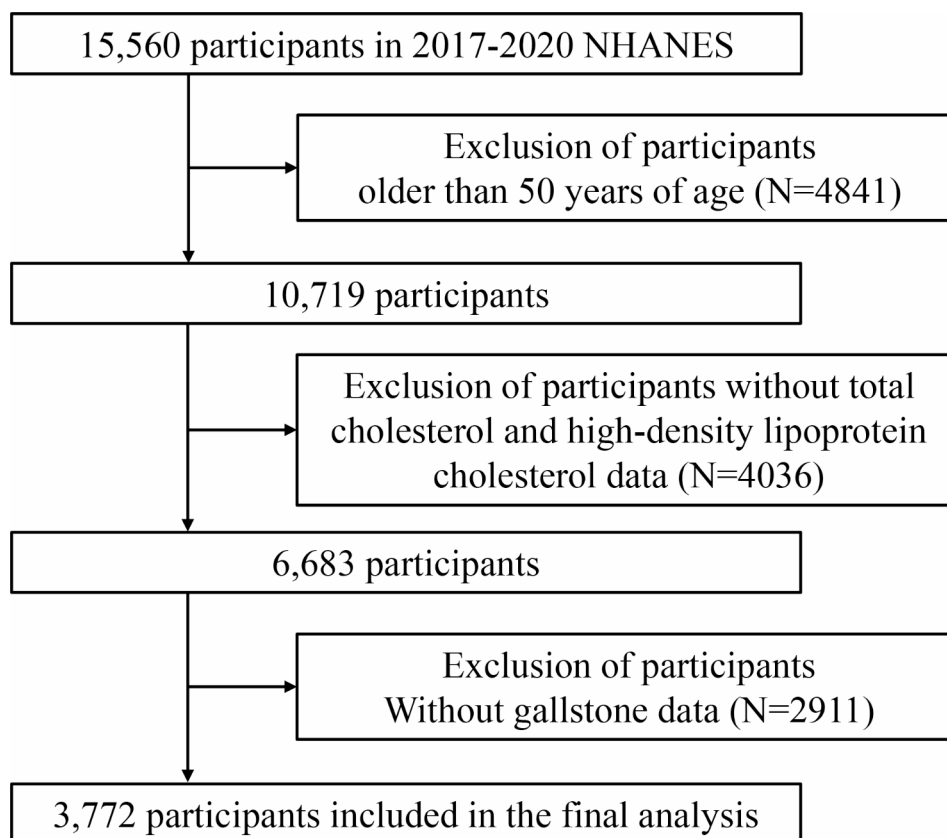 15,560 participants in 2017-2020 NHANES
Exclusion of participants
older than 50 years of age (N=4841)
10,719 participants
Exclusion of participants without total
cholesterol and high-density lipoprotein
cholesterol data (N=4036)
6,683 participants
Exclusion of participants
Without gallstone data (N=2911)
3,772 participants included in the final analysis